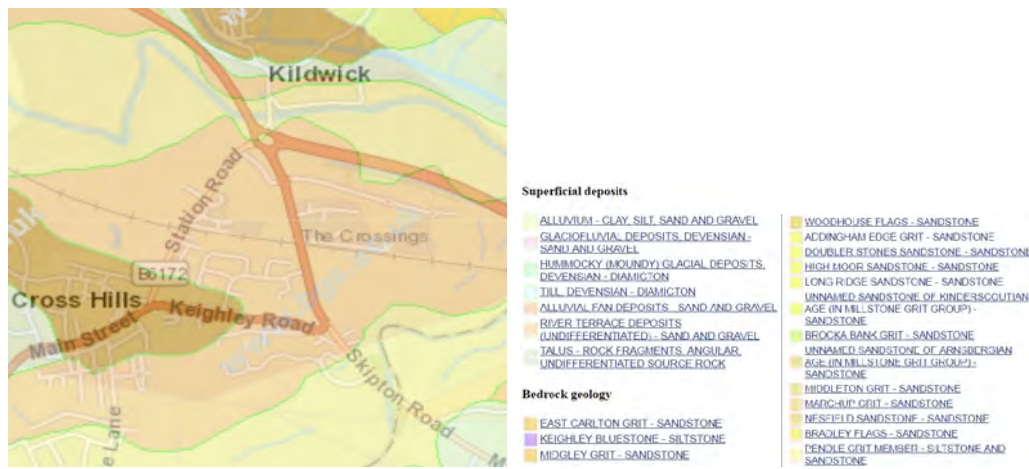 Kildwick
Station Road
The Crossings
B6172
Cross Hills
Keighley Road
Main Street
Skipton Road
e Lane
Superficial deposits
ALLUVIUM - CLAY, SILT, SAND AND GRAVEL
GLACIOFLUVIAL DEPOSITS, DEVENSIAN -
SAND AND GRAVEL
HUMMOCKY (MOUNDY) GLACIAL DEPOSITS,
DEVENSIAN - DIAMICTON
TILL, DEVENSIAN - DIAMICTON
ALLUVIAL FAN DEPOSITS - SAND AND GRAVEL
RIVER TERRACE DEPOSITS
(UNDIFFERENTIATED) - SAND AND GRAVEL
TALUS - ROCK FRAGMENTS, ANGULAR,
UNDIFFERENTIATED SOURCE ROCK
Bedrock geology
EAST CARLTON GRIT - SANDSTONE
KEIGHLEY BLUESTONE - SILTSTONE
MIDGLEY GRIT - SANDSTONE
WOODHOUSE FLAGS - SANDSTONE
ADDINGHAM EDGE GRIT - SANDSTONE
DOUBLER STONES SANDSTONE - SANDSTONE
HIGH MOOR SANDSTONE - SANDSTONE
LONG RIDGE SANDSTONE - SANDSTONE
UNNAMED SANDSTONE OF KINDERSCOUTIAN
AGE (IN MILLSTONE GRIT GROUP) -
SANDSTONE
BROCKA BANK GRIT - SANDSTONE
UNNAMED SANDSTONE OF ARNSBERGIAN
AGE (IN MILLSTONE GRIT GROUP) -
SANDSTONE
MIDDLETON GRIT - SANDSTONE
MARCHUP GRIT - SANDSTONE
NESFIELD SANDSTONE - SANDSTONE
BRADLEY FLAGS - SANDSTONE
PENDLE GRIT MEMBER - SILTSTONE AND
SANDSTONE